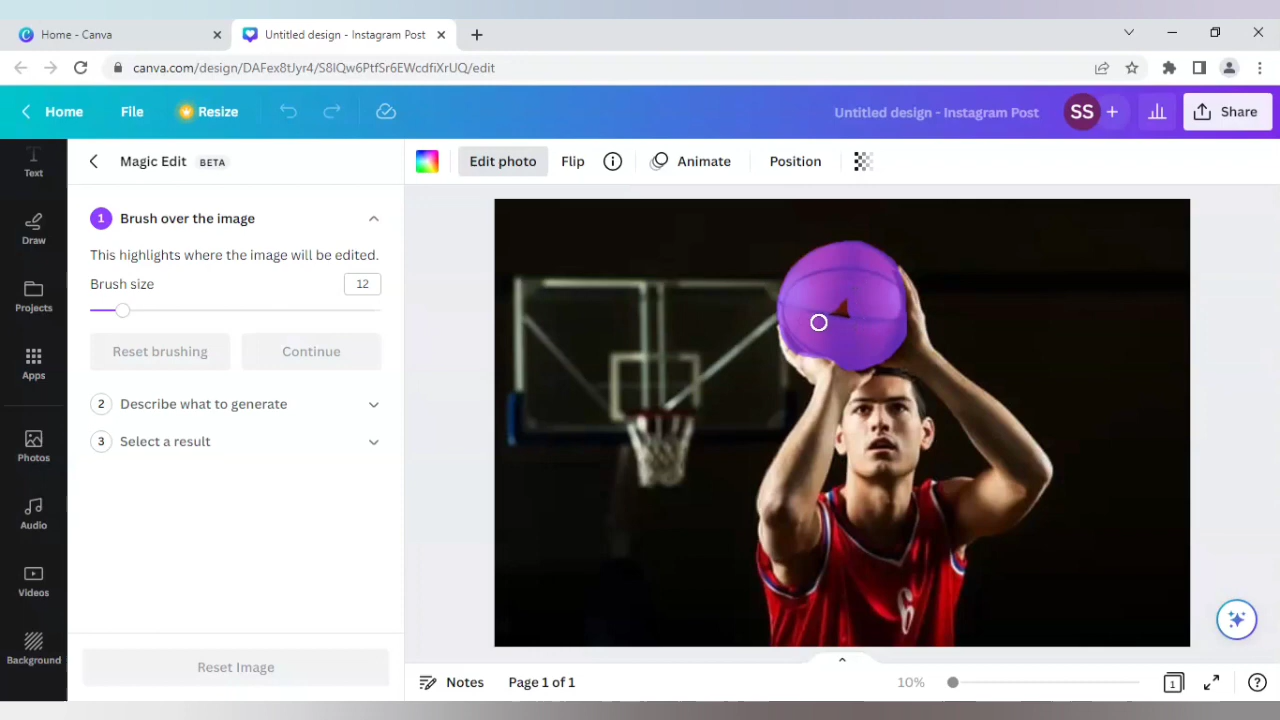 Home - Canva
Untitled design - Instagram Post
canva.com/design/DAFex8tJyr4/S8IQw6PtfSr6EWcdfiXrUQ/edit
Home File Resize
Untitled design - Instagram Post
SS
Share
Text
Draw
Projects
Apps
Photos
Audio
Videos
Background
Magic Edit BETA
1 Brush over the image
This highlights where the image will be edited.
Brush size 12
Reset brushing Continue
2 Describe what to generate
3 Select a result
Reset Image
Edit photo Flip Animate Position
6
Notes Page 1 of 1 10% 1